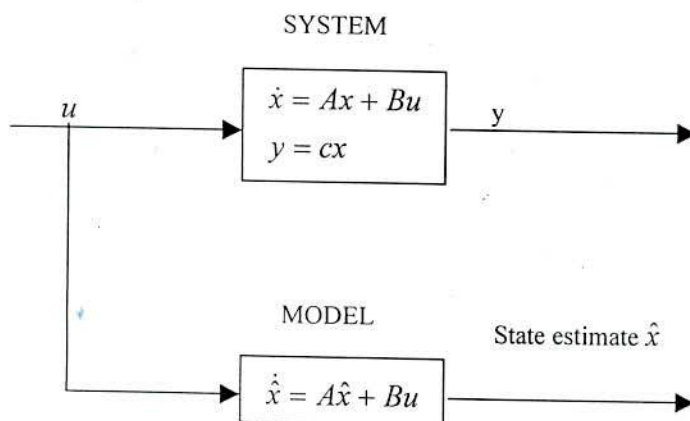 SYSTEM
u
ẋ = Ax + Bu
y = cx
y
MODEL
State estimate x̂
x̂̇ = Ax̂ + Bu